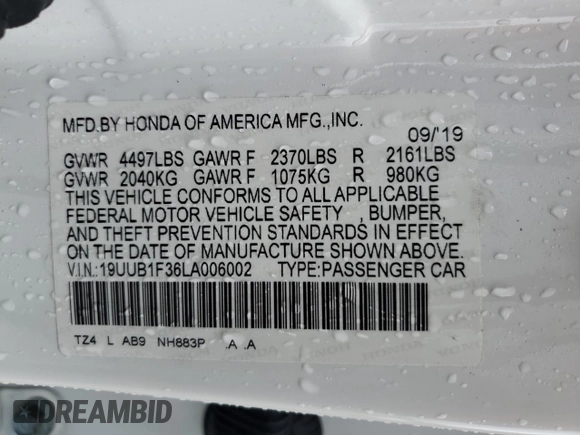 MFD.BY HONDA OF AMERICA MFG.,INC.
09/'19
GVWR 4497LBS GAWR F 2370LBS R 2161LBS
GVWR 2040KG GAWR F 1075KG R 980KG
THIS VEHICLE CONFORMS TO ALL APPLICABLE
FEDERAL MOTOR VEHICLE SAFETY , BUMPER,
AND THEFT PREVENTION STANDARDS IN EFFECT
ON THE DATE OF MANUFACTURE SHOWN ABOVE.
V.I.N.:19UUB1F36LA006002 TYPE:PASSENGER CAR
TZ4 L AB9 NH883P .A .A
DREAMBID